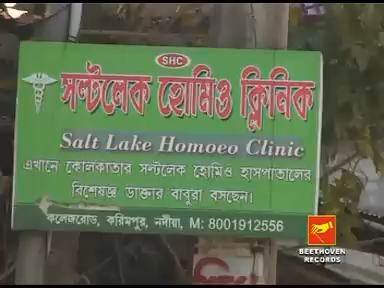 SHC
সল্টলেক হোমিও ক্লিনিক
Salt Lake Homoeo Clinic
এখানে কোলকাতার সল্টলেক হোমিও হাসপাতালের
বিশেষজ্ঞ ডাক্তার বাবুরা বসছেন।
কলেজরোড, করিমপুর, নদীয়া, M: 8001912556
BEETHOVEN
RECORDS